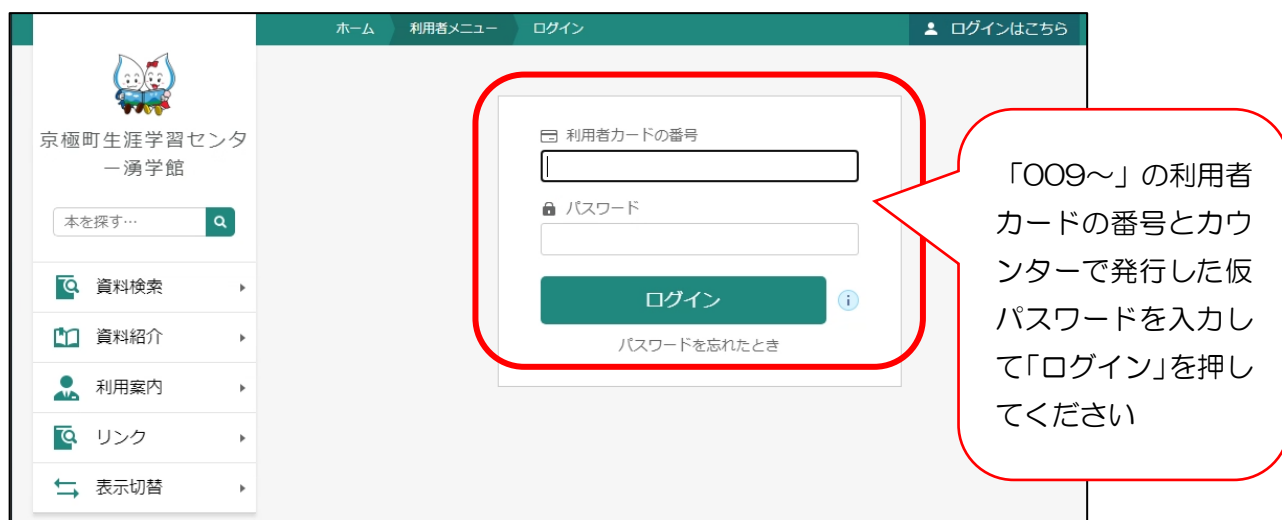 ホーム 利用者メニュー ログイン ログインはこちら
京極町生涯学習センタ
ー湧学館
本を探す…
資料検索
資料紹介
利用案内
リンク
表示切替
利用者カードの番号
パスワード
ログイン
パスワードを忘れたとき
「009～」の利用者
カードの番号とカウ
ンターで発行した仮
パスワードを入力し
て「ログイン」を押し
てください